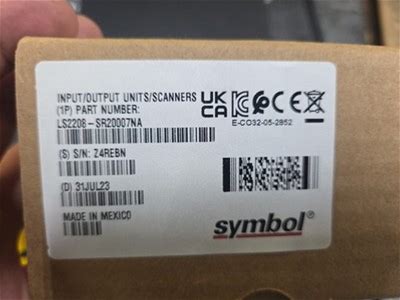 INPUT/OUTPUT UNITS/SCANNERS
(1P) PART NUMBER:
LS2208-SR20007NA
UK
CA
CE
E-CO32-05-2852
(S) S/N: Z4REBN
(D) 31JUL23
MADE IN MEXICO
symbol®